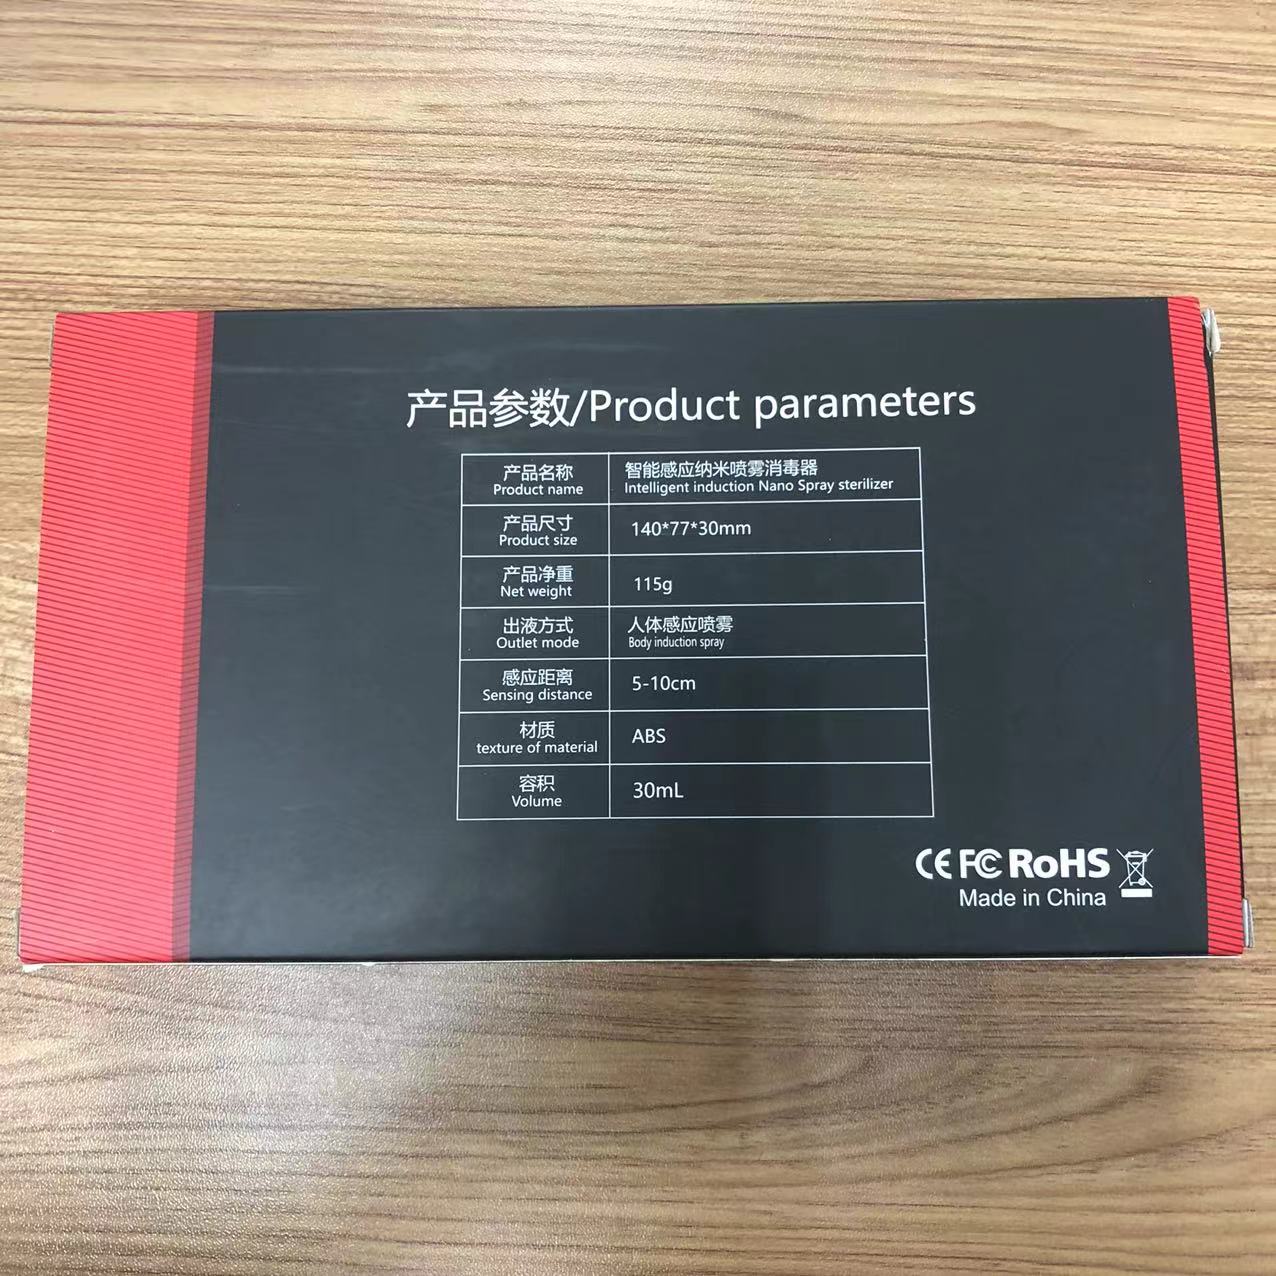 产品参数/Product parameters
产品名称
Product name
智能感应纳米喷雾消毒器
Intelligent induction Nano Spray sterilizer
产品尺寸
Product size
140*77*30mm
产品净重
Net weight
115g
出液方式
Outlet mode
人体感应喷雾
Body induction spray
感应距离
Sensing distance
5-10cm
材质
texture of material
ABS
容积
Volume
30mL
CE FC RoHS
Made in China